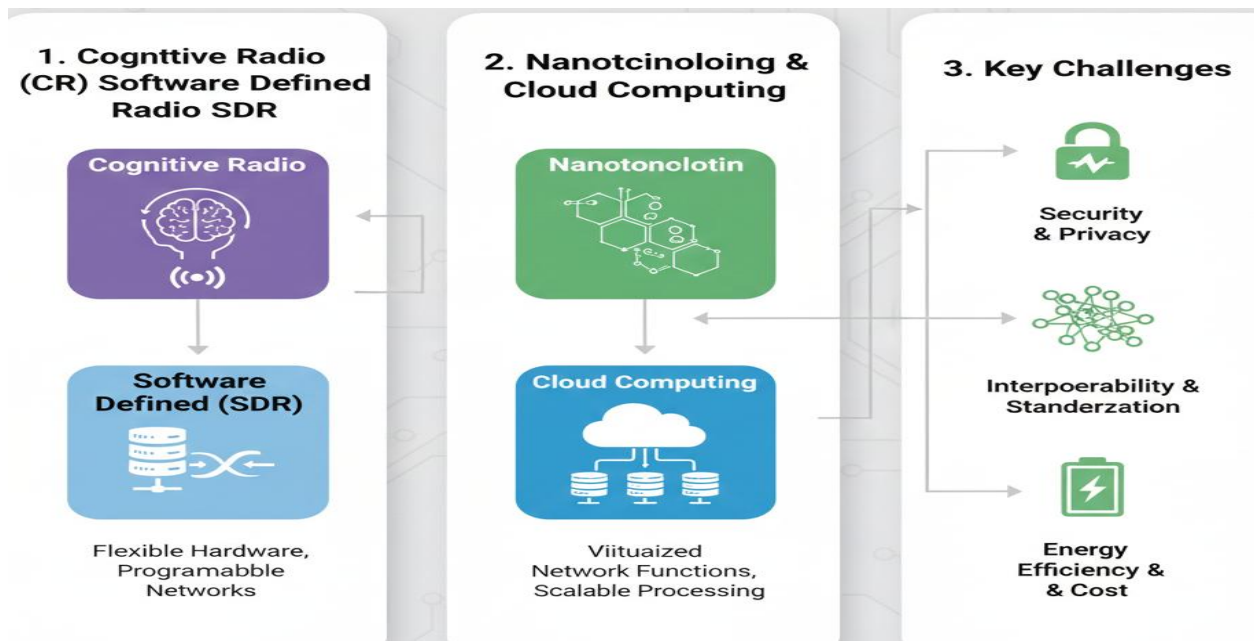 1. Cognttive Radio
(CR) Software Defined
Radio SDR
Cognitive Radio
Software
Defined (SDR)
Flexible Hardware,
Programabble
Networks
2. Nanotcinoloing &
Cloud Computing
Nanotonolotin
Cloud Computing
Viituaized
Network Functions,
Scalable Processing
3. Key Challenges
Security
& Privacy
Interpoerability &
Standerzation
Energy
Efficiency &
& Cost